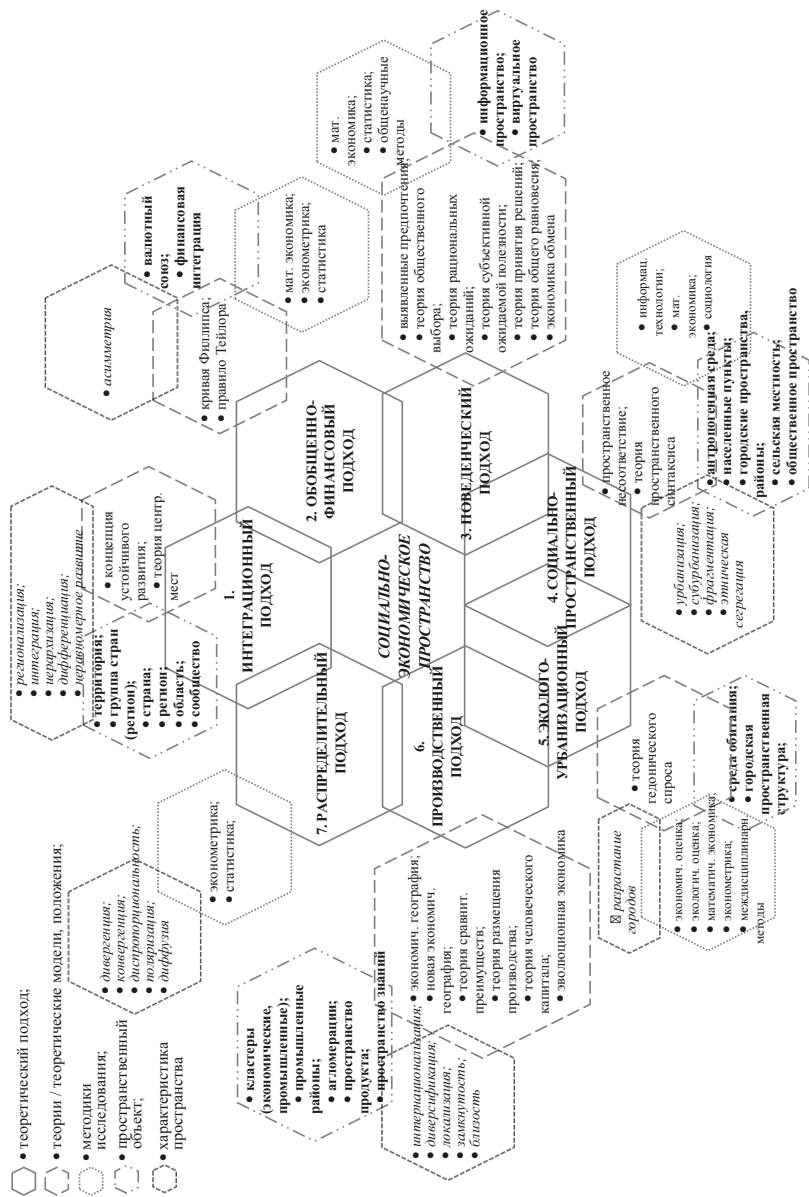 • теоретический подход;
• теории / теоретические модели, положения;
• методики
исследования;
• пространственный
объект;
• характеристика
пространства
• дивергенция;
• конвергенция;
• диспропорциональность;
• поляризация;
• диффузия
• эконометрика;
• статистика;
• регионализация;
• интеграция;
• иерархизация;
• дифференциация;
• неравномерное развитие
• территория;
• группа стран
(регион);
• страна;
• регион;
• область;
• сообщество
• концепция
устойчивого
развития;
• теория центр.
мест
• асимметрия
• кривая Филлипса;
• правило Тейлора
• валютный
союз;
• финансовая
интеграция
• мат. экономика;
• эконометрика;
• статистика
• мат.
экономика;
• статистика;
• общенаучные
методы
• информационное
пространство;
• виртуальное
пространство
• выявленные предпочтения;
• теория общественного
выбора;
• теория рациональных
ожиданий;
• теория субъективной
ожидаемой полезности;
• теория принятия решений;
• теория общего равновесия;
• экономика обмена
7. РАСПРЕДЕЛИТЕЛЬНЫЙ
ПОДХОД
1.
ИНТЕГРАЦИОННЫЙ
ПОДХОД
2. ОБОБЩЕННО-
ФИНАНСОВЫЙ
ПОДХОД
СОЦИАЛЬНО-
ЭКОНОМИЧЕСКОЕ
ПРОСТРАНСТВО
6.
ПРОИЗВОДСТВЕННЫЙ
ПОДХОД
3. ПОВЕДЕНЧЕСКИЙ
ПОДХОД
5. ЭКОЛОГО-
УРБАНИЗАЦИОННЫЙ
ПОДХОД
4. СОЦИАЛЬНО-
ПРОСТРАНСТВЕННЫЙ
ПОДХОД
• кластеры
(экономические,
промышленные);
• промышленные
районы;
• агломерации;
• пространство
продукта;
• пространство знаний
• экономич. география;
• новая экономич.
география;
• теория сравнит.
преимуществ;
• теория размещения
производства;
• теория человеческого
капитала;
• эволюционная экономика
• интернационализация;
• диверсификация;
• локализация;
• замкнутость;
• близость
• теория
гедонического
спроса
разрастание
городов
• среда обитания;
• городская
пространственная
структура;
• экономич. оценка;
• экологич. оценка;
• математич. экономика;
• эконометрика;
• междисциплинарн.
методы
• пространственное
несоответствие;
• теория
пространственного
синтаксиса
• информац.
технологии;
• мат.
экономика;
• социология
• урбанизация;
• субурбанизация;
• фрагментация;
• этническая
сегрегация
• антропогенная среда;
• населенные пункты;
• городские пространства,
районы;
• сельская местность;
• общественное пространство